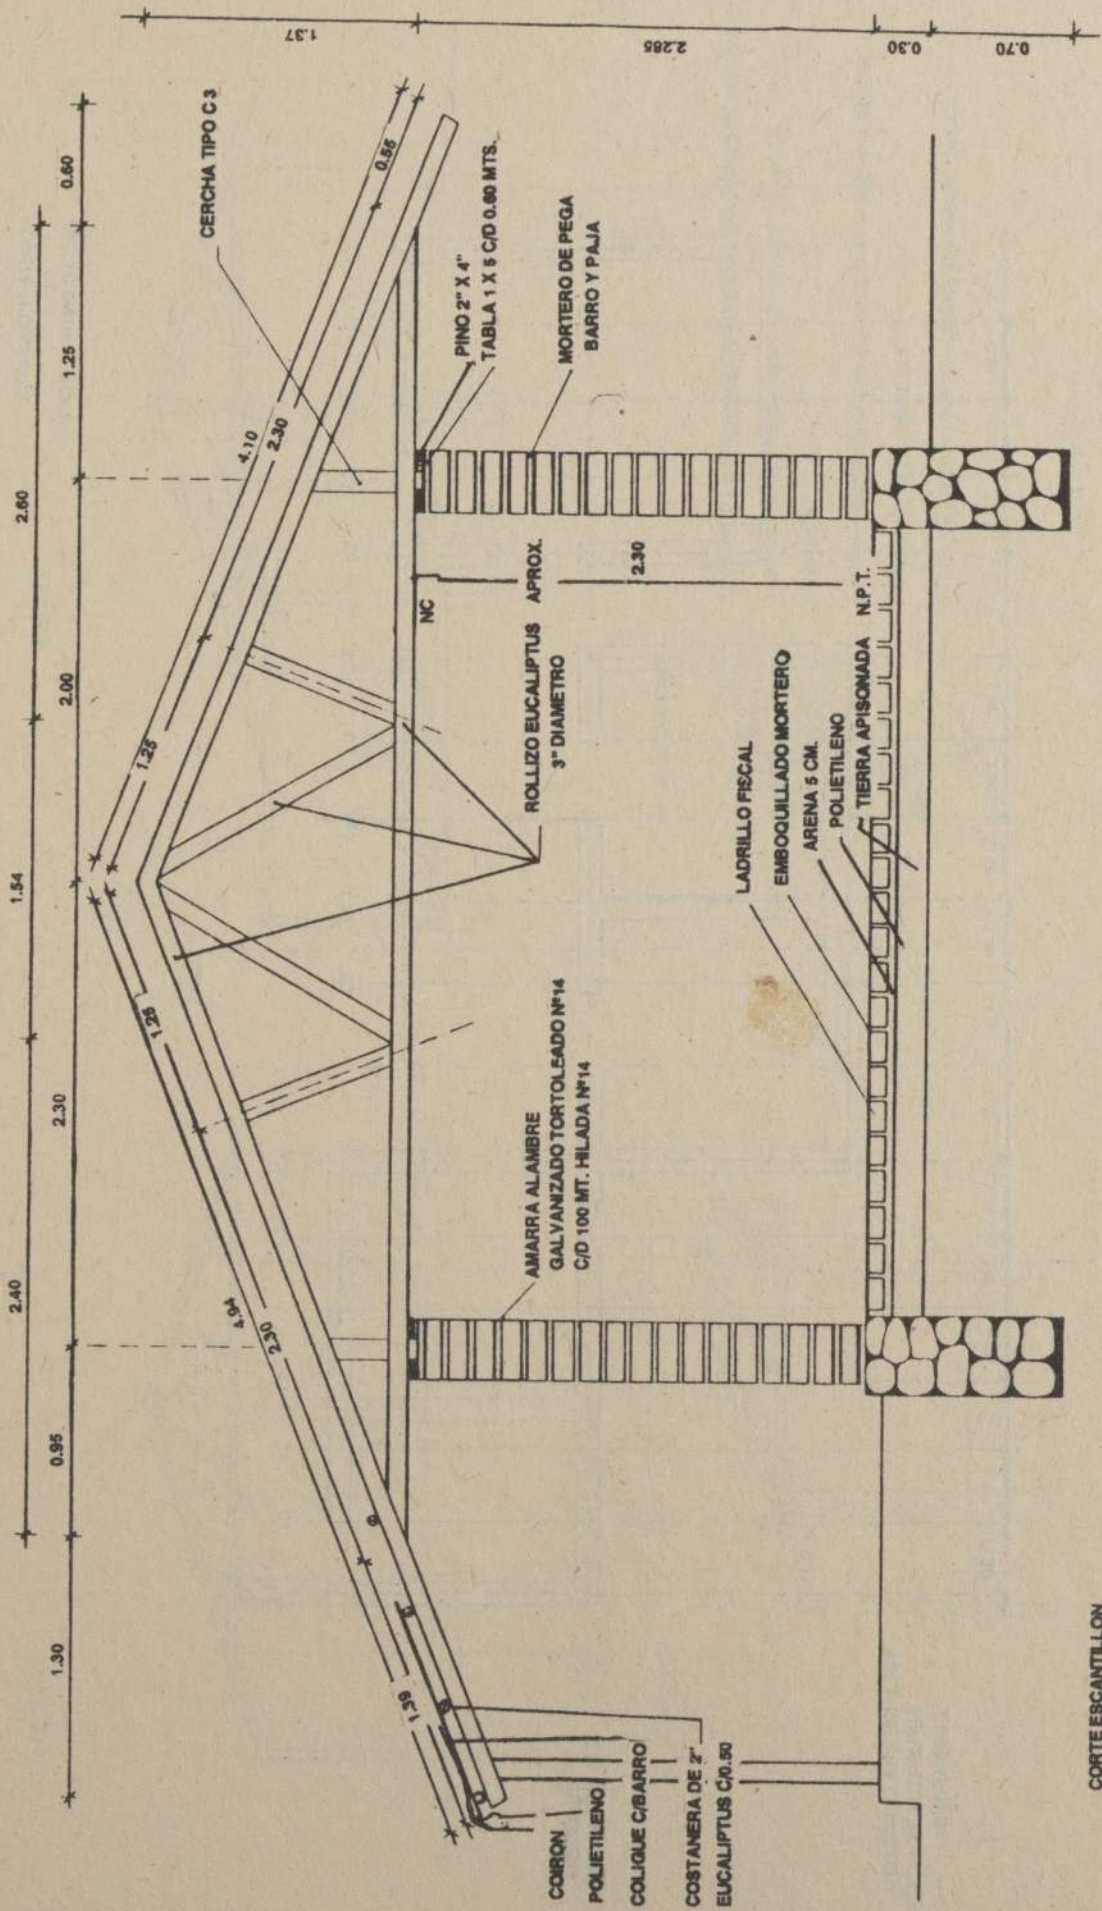 2.40
1.54
2.60
1.30
0.95
2.30
2.00
1.25
0.60
4.94
2.30
1.39
1.25
1.25
4.10
2.30
0.55
1.37
2.285
0.30
0.70
CERCHA TIPO C 3
PINO 2" X 4"
TABLA 1 X 5 C/D 0.80 MTS.
MORTERO DE PEGA
BARRO Y PAJA
NC
2.30
N.P.T.
ROLLIZO EUCALIPTUS APROX.
3" DIAMETRO
AMARRA ALAMBRE
GALVANIZADO TORTOLEADO Nº14
C/D 100 MT. HILADA Nº14
LADRILLO FISCAL
EMBOQUILLADO MORTERO
ARENA 5 CM.
POLIETILENO
TIERRA APISONADA
COIRON
POLIETILENO
COLIGUE C/BARRO
COSTANERA DE 2"
EUCALIPTUS C/0.50
CORTE ESCANTILLON